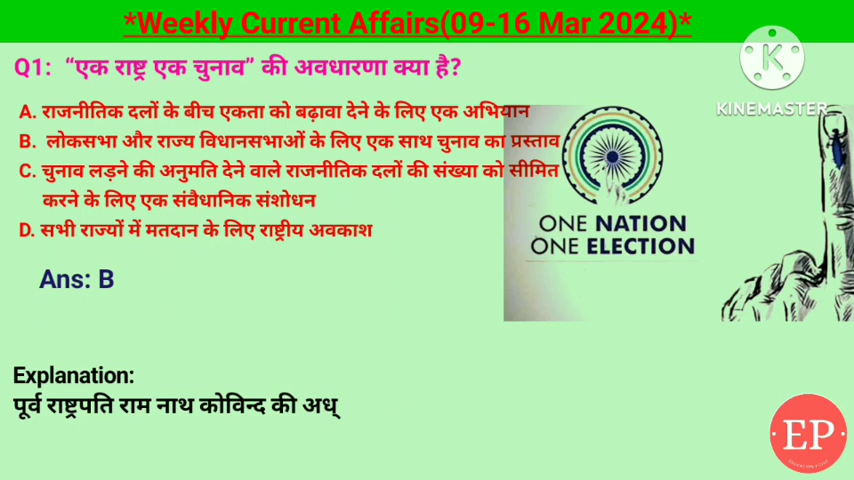 *Weekly Current Affairs(09-16 Mar 2024)*
Q1: “एक राष्ट्र एक चुनाव” की अवधारणा क्या है?
A. राजनीतिक दलों के बीच एकता को बढ़ावा देने के लिए एक अभियान
B. लोकसभा और राज्य विधानसभाओं के लिए एक साथ चुनाव का प्रस्ताव
C. चुनाव लड़ने की अनुमति देने वाले राजनीतिक दलों की संख्या को सीमित
करने के लिए एक संवैधानिक संशोधन
D. सभी राज्यों में मतदान के लिए राष्ट्रीय अवकाश
Ans: B
K
KINEMASTER
ONE NATION
ONE ELECTION
Explanation:
पूर्व राष्ट्रपति राम नाथ कोविन्द की अध्
EP